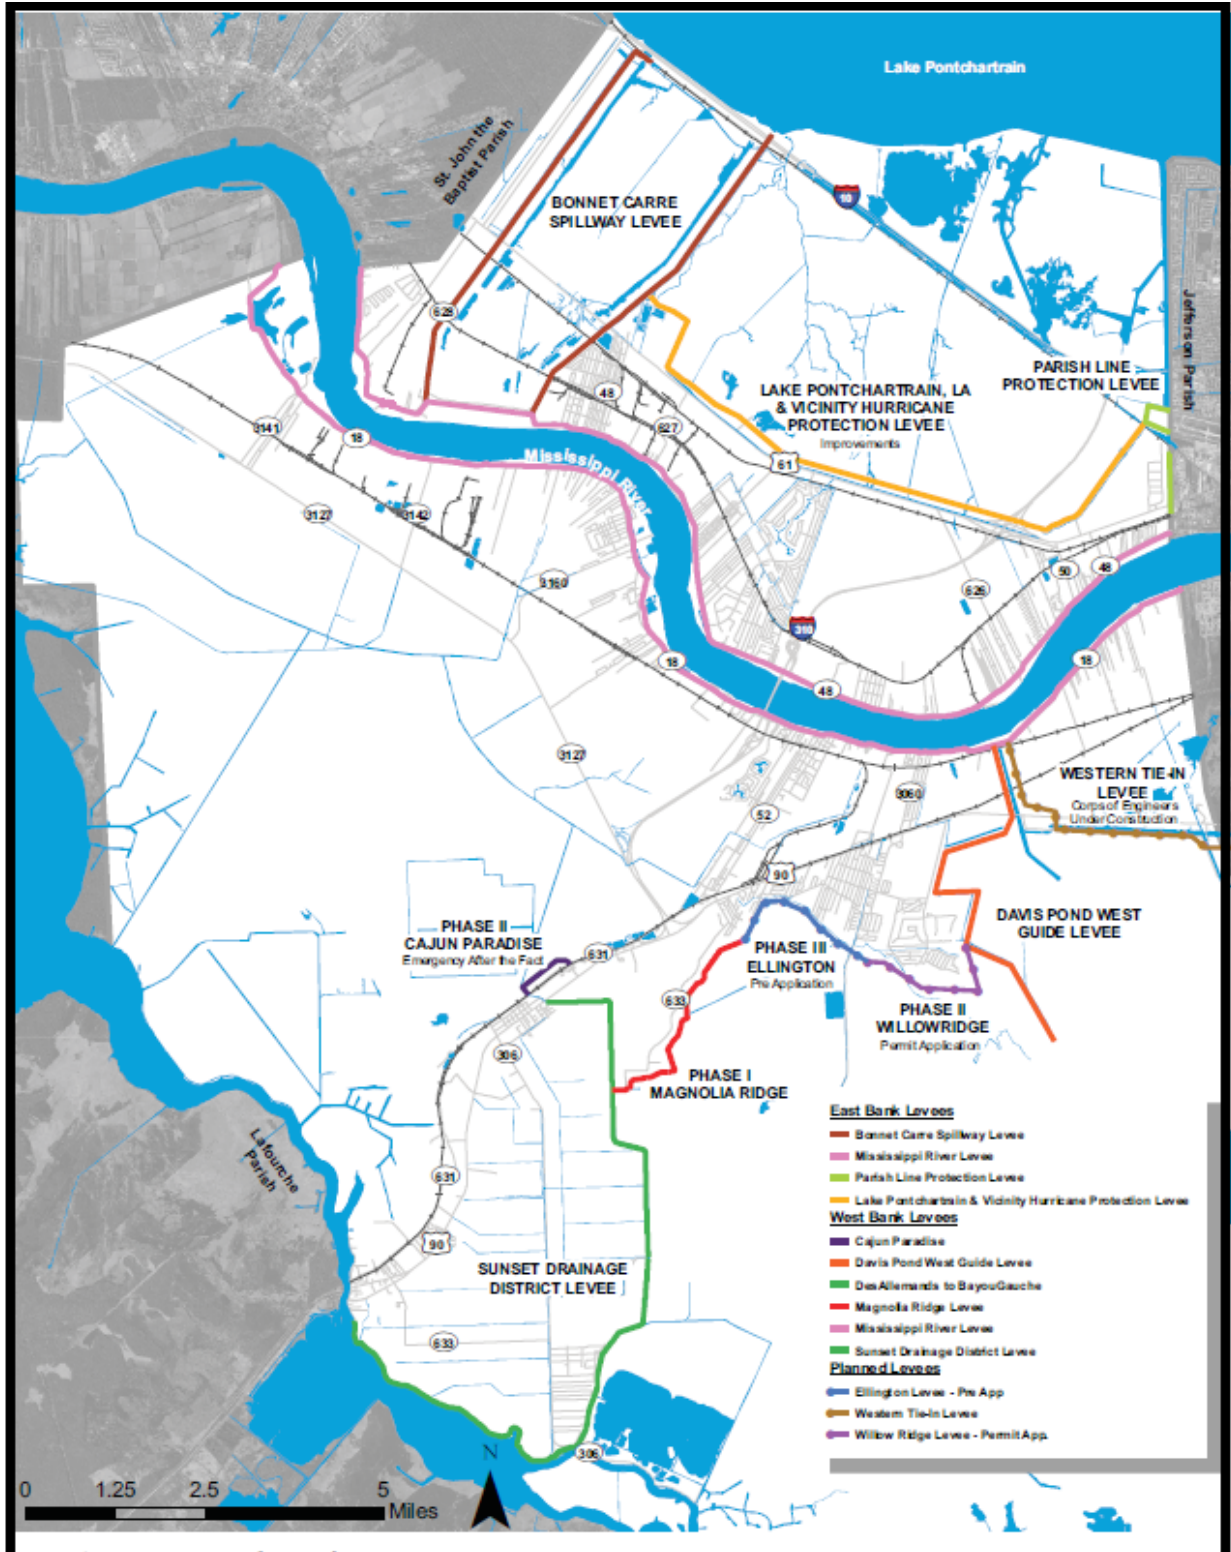 Lake Pontchartrain
St. John the
Baptist Parish
10
BONNET CARRE
SPILLWAY LEVEE
628
Jefferson Parish
PARISH LINE
PROTECTION LEVEE
LAKE PONTCHARTRAIN, LA
& VICINITY HURRICANE
PROTECTION LEVEE
Improvements
48
627
3141
18
61
Mississippi River
3127
3142
3160
50
48
626
310
18
18
48
3127
WESTERN TIE-IN
LEVEE
Corps of Engineers
Under Construction
3060
52
90
PHASE II
CAJUN PARADISE
Emergency After the Fact
631
DAVIS POND WEST
GUIDE LEVEE
PHASE III
ELLINGTON
Pre Application
633
PHASE II
WILLOWRIDGE
Permit Application
306
PHASE I
MAGNOLIA RIDGE
Lafourche
Parish
631
90
SUNSET DRAINAGE
DISTRICT LEVEE
633
306
East Bank Levees
Bonnet Carre Spillway Levee
Mississippi River Levee
Parish Line Protection Levee
Lake Pontchartrain & Vicinity Hurricane Protection Levee
West Bank Levees
Cajun Paradise
Davis Pond West Guide Levee
DesAllemands to BayouGauche
Magnolia Ridge Levee
Mississippi River Levee
Sunset Drainage District Levee
Planned Levees
Ellington Levee - Pre App
Western Tie-In Levee
Willow Ridge Levee - Permit App.
N
0 1.25 2.5 5
Miles